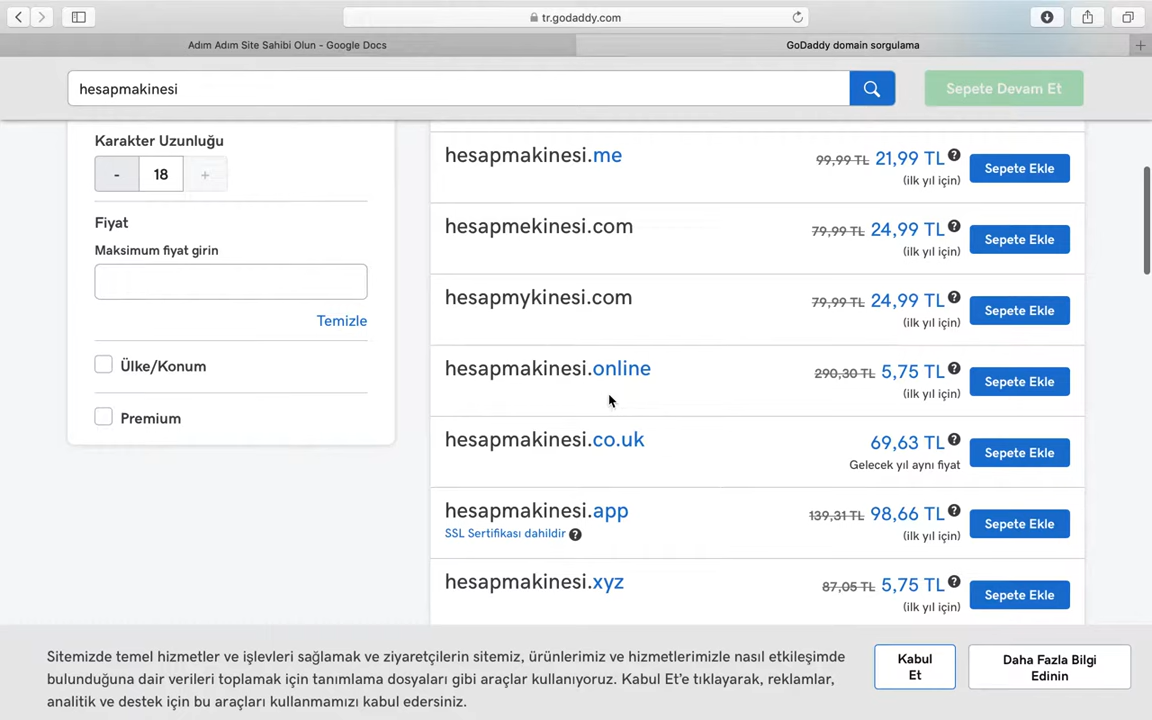 tr.godaddy.com
Adım Adım Site Sahibi Olun - Google Docs
GoDaddy domain sorgulama
hesapmakinesi
Sepete Devam Et
Karakter Uzunluğu
- 18 +
Fiyat
Maksimum fiyat girin
Temizle
Ülke/Konum
Premium
hesapmakinesi.me
99,99 TL 21,99 TL
(ilk yıl için)
Sepete Ekle
hesapmekinesi.com
79,99 TL 24,99 TL
(ilk yıl için)
Sepete Ekle
hesapmykinesi.com
79,99 TL 24,99 TL
(ilk yıl için)
Sepete Ekle
hesapmakinesi.online
290,30 TL 5,75 TL
(ilk yıl için)
Sepete Ekle
hesapmakinesi.co.uk
69,63 TL
Gelecek yıl aynı fiyat
Sepete Ekle
hesapmakinesi.app
SSL Sertifikası dahildir
139,31 TL 98,66 TL
(ilk yıl için)
Sepete Ekle
hesapmakinesi.xyz
87,05 TL 5,75 TL
(ilk yıl için)
Sepete Ekle
Sitemizde temel hizmetler ve işlevleri sağlamak ve ziyaretçilerin sitemiz, ürünlerimiz ve hizmetlerimizle nasıl etkileşimde
bulunduğuna dair verileri toplamak için tanımlama dosyaları gibi araçlar kullanıyoruz. Kabul Et'e tıklayarak, reklamlar,
analitik ve destek için bu araçları kullanmamızı kabul edersiniz.
Kabul
Et
Daha Fazla Bilgi
Edinin